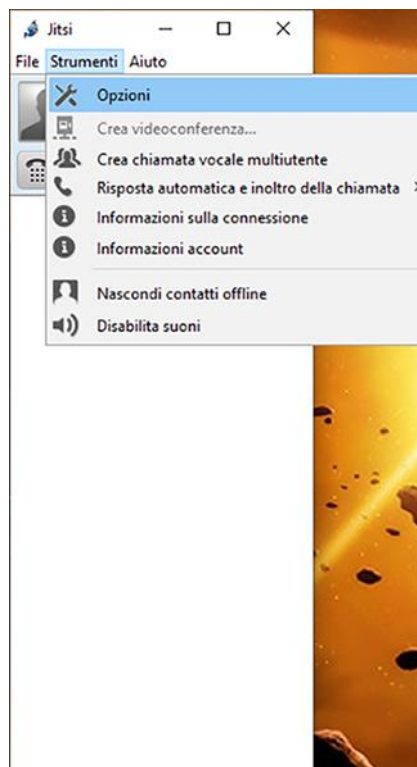 Jitsi
File Strumenti Aiuto
Opzioni
Crea videoconferenza...
Crea chiamata vocale multiutente
Risposta automatica e inoltro della chiamata
Informazioni sulla connessione
Informazioni account
Nascondi contatti offline
Disabilita suoni